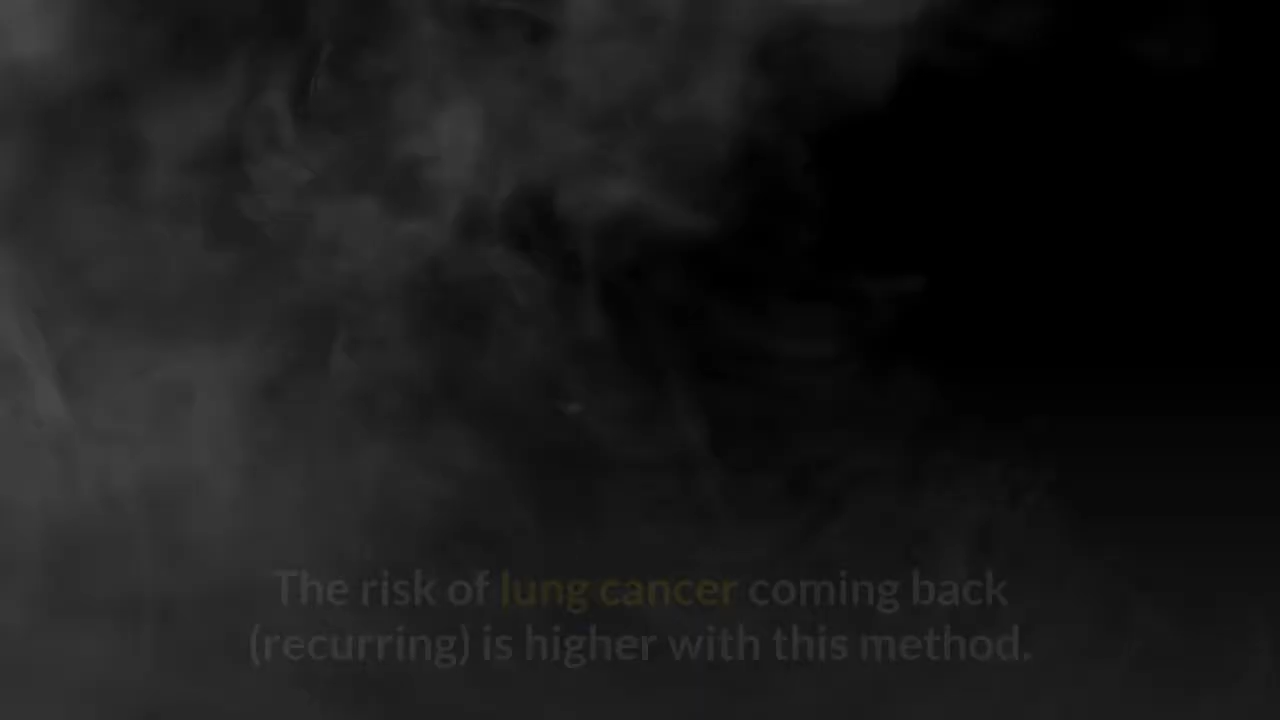 The risk of lung cancer coming back
(recurring) is higher with this method.